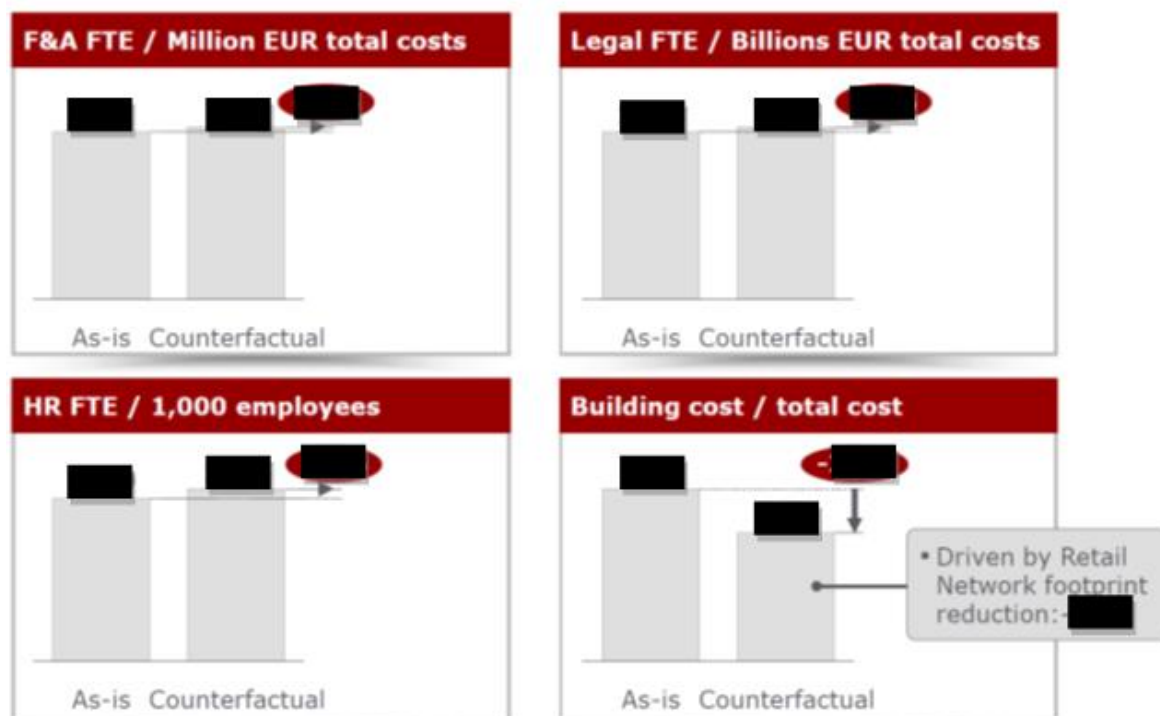 F&A FTE / Million EUR total costs
Legal FTE / Billions EUR total costs
As-is Counterfactual
As-is Counterfactual
HR FTE / 1,000 employees
Building cost / total cost
• Driven by Retail
Network footprint
reduction:-
As-is Counterfactual
As-is Counterfactual